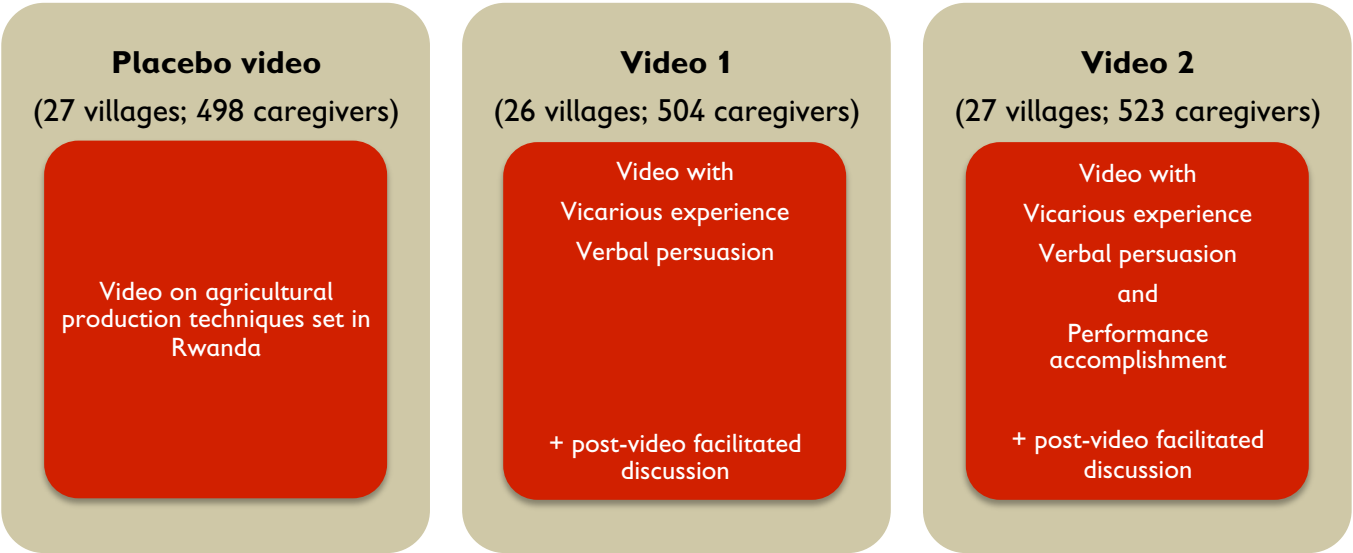 Placebo video
(27 villages; 498 caregivers)
Video on agricultural
production techniques set in
Rwanda
Video 1
(26 villages; 504 caregivers)
Video with
Vicarious experience
Verbal persuasion
+ post-video facilitated
discussion
Video 2
(27 villages; 523 caregivers)
Video with
Vicarious experience
Verbal persuasion
and
Performance
accomplishment
+ post-video facilitated
discussion